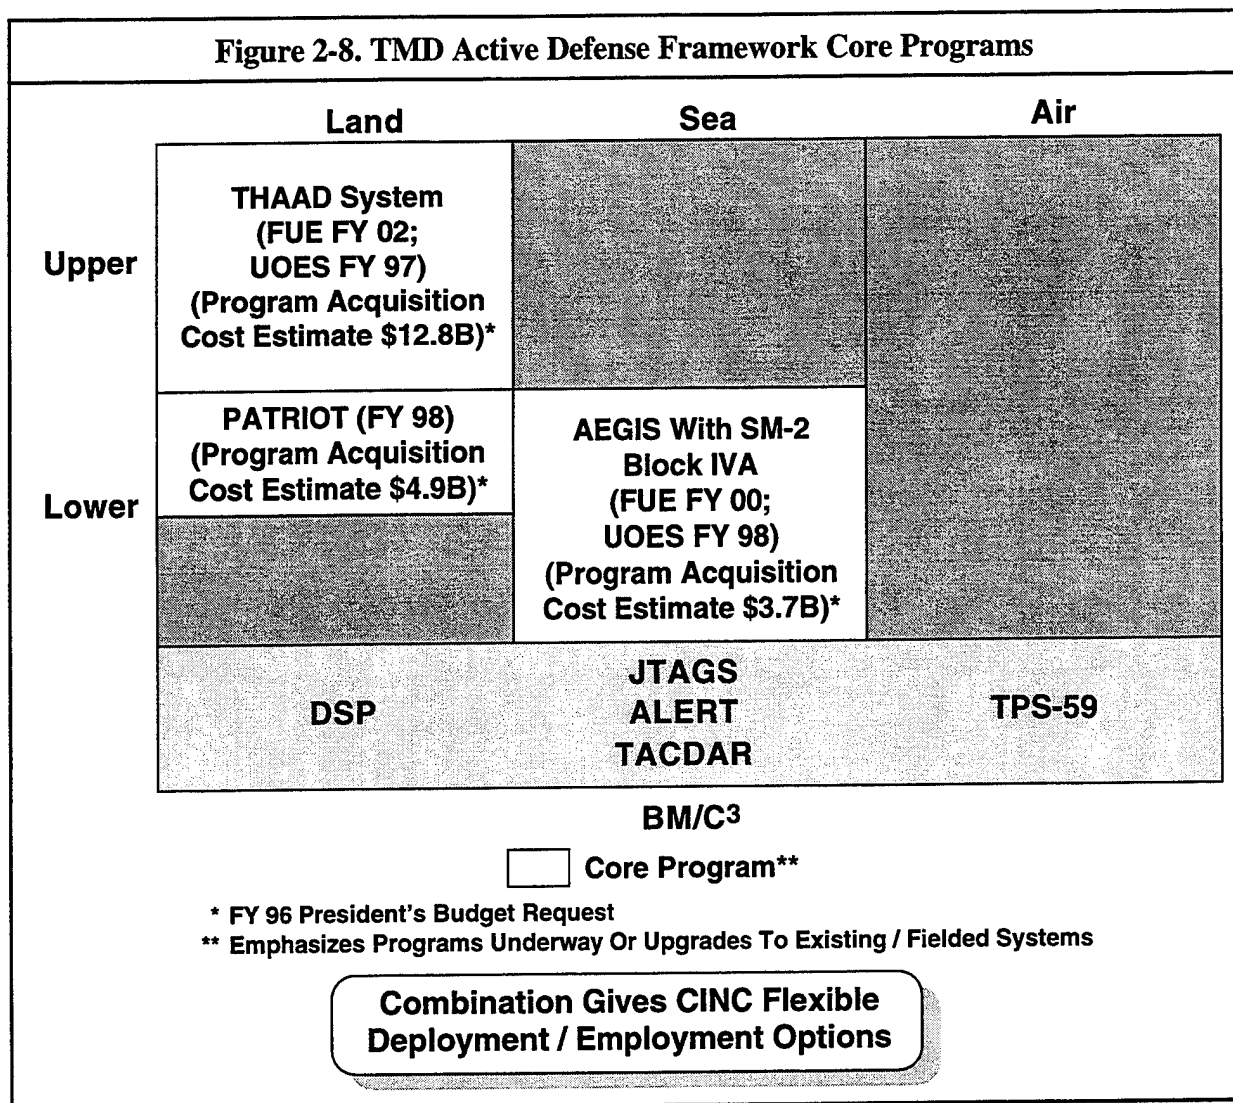 Figure 2-8. TMD Active Defense Framework Core Programs
Land Sea Air
Upper
THAAD System
(FUE FY 02;
UOES FY 97)
(Program Acquisition
Cost Estimate $12.8B)*
Lower
PATRIOT (FY 98)
(Program Acquisition
Cost Estimate $4.9B)*
AEGIS With SM-2
Block IVA
(FUE FY 00;
UOES FY 98)
(Program Acquisition
Cost Estimate $3.7B)*
DSP
JTAGS
ALERT
TACDAR
TPS-59
BM/C3
Core Program**
* FY 96 President's Budget Request
** Emphasizes Programs Underway Or Upgrades To Existing / Fielded Systems
Combination Gives CINC Flexible
Deployment / Employment Options